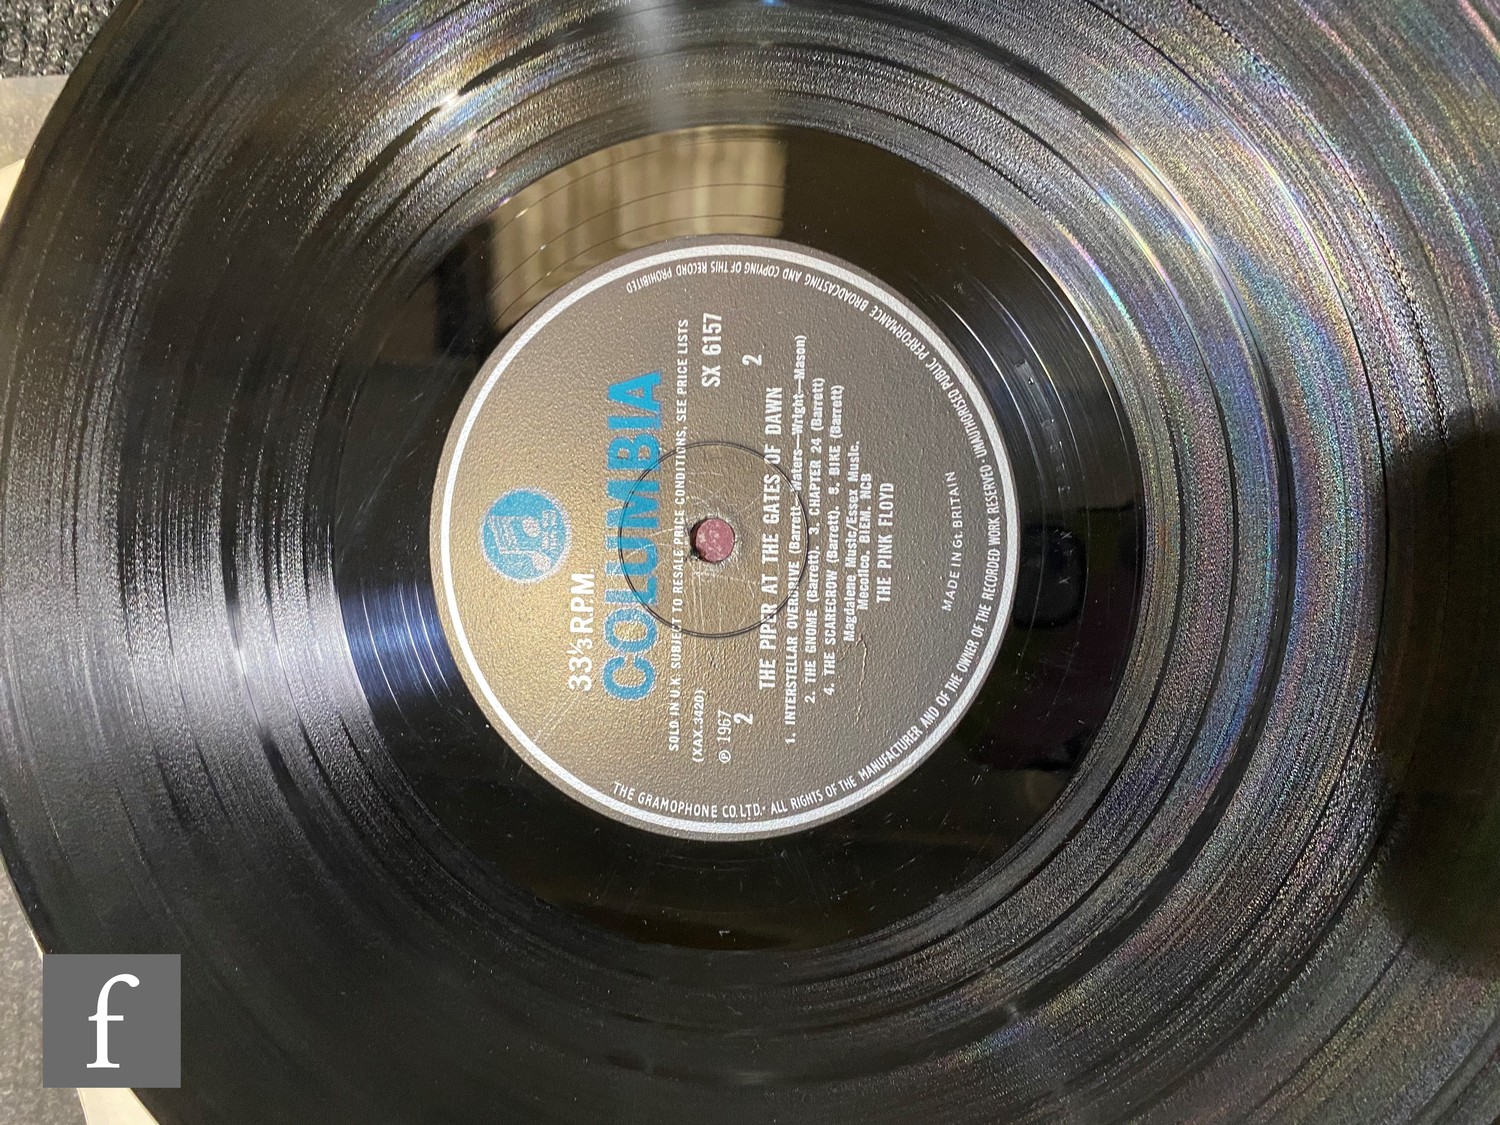 33⅓ RPM
COLUMBIA
SOLD IN U.K. SUBJECT TO RESALE PRICE CONDITIONS, SEE PRICE LISTS
(XAX.3420)
SX 6157
℗ 1967
2
2
THE PIPER AT THE GATES OF DAWN
1. INTERSTELLAR OVERDRIVE (Barrett—Waters—Wright—Mason)
2. THE GNOME (Barrett). 3. CHAPTER 24 (Barrett)
4. THE SCARECROW (Barrett). 5. BIKE (Barrett)
Magdalene Music/Essex Music.
Mecolico. BIEM. NCB
THE PINK FLOYD
MADE IN Gt. BRITAIN
THE GRAMOPHONE CO. LTD. · ALL RIGHTS OF THE MANUFACTURER AND OF THE OWNER OF THE RECORDED WORK RESERVED · UNAUTHORISED PUBLIC PERFORMANCE BROADCASTING AND COPYING OF THIS RECORD PROHIBITED
f